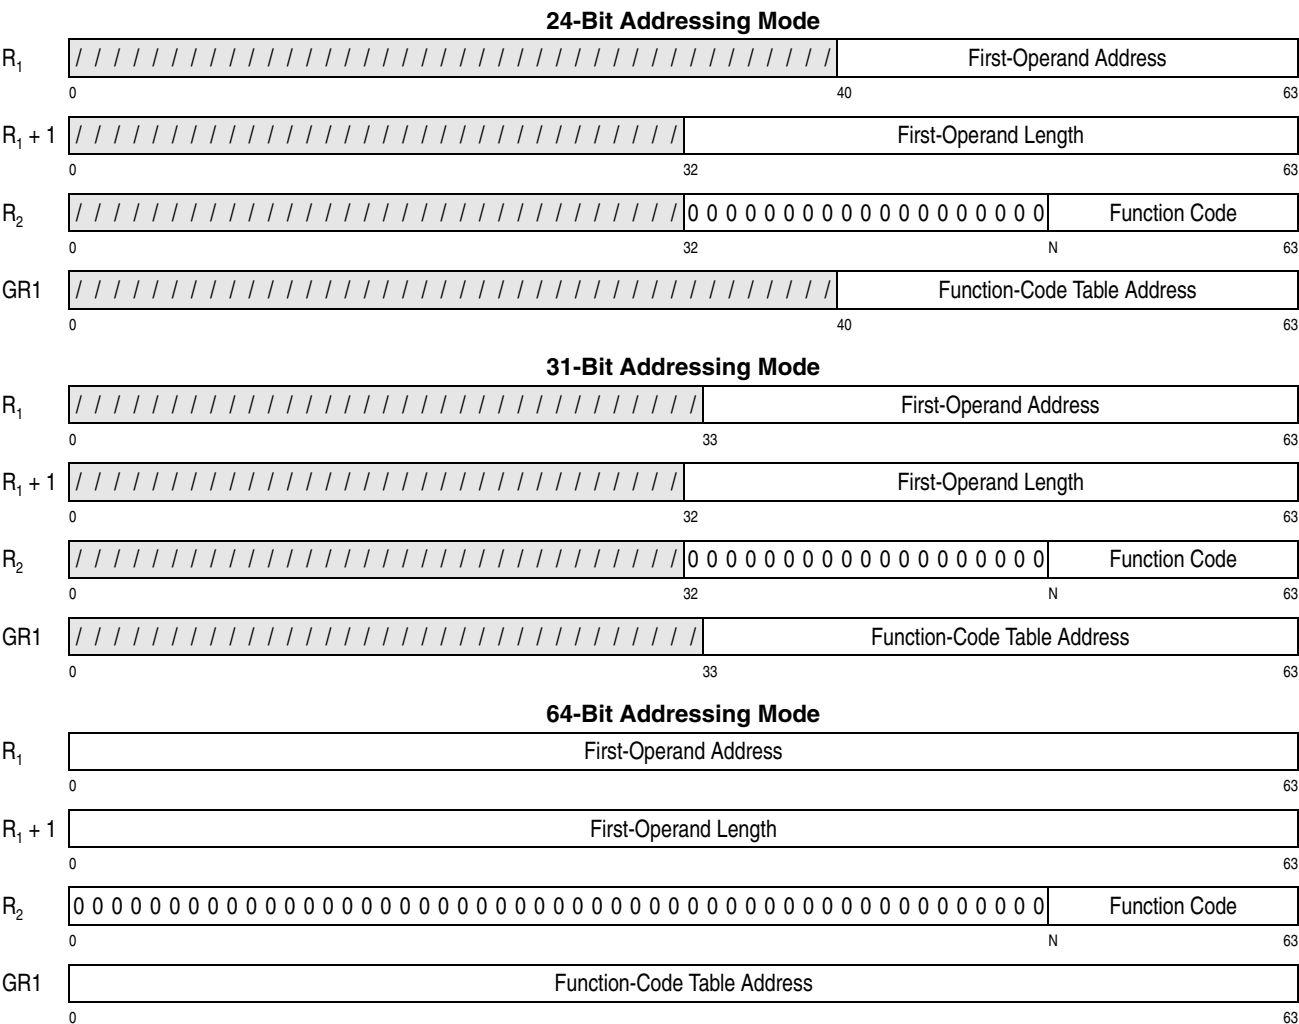 24-Bit Addressing Mode
R1 / / / / / / / / / / / / / / / / / / / / / / / / / / / / / / / / / / / / / / / / First-Operand Address
0 40 63
R1 + 1 / / / / / / / / / / / / / / / / / / / / / / / / / / / / / / / / First-Operand Length
0 32 63
R2 / / / / / / / / / / / / / / / / / / / / / / / / / / / / / / / / 0 0 0 0 0 0 0 0 0 0 0 0 0 0 0 0 0 0 0 Function Code
0 32 N 63
GR1 / / / / / / / / / / / / / / / / / / / / / / / / / / / / / / / / / / / / / / / / Function-Code Table Address
0 40 63
31-Bit Addressing Mode
R1 / / / / / / / / / / / / / / / / / / / / / / / / / / / / / / / / / First-Operand Address
0 33 63
R1 + 1 / / / / / / / / / / / / / / / / / / / / / / / / / / / / / / / / First-Operand Length
0 32 63
R2 / / / / / / / / / / / / / / / / / / / / / / / / / / / / / / / / 0 0 0 0 0 0 0 0 0 0 0 0 0 0 0 0 0 0 0 Function Code
0 32 N 63
GR1 / / / / / / / / / / / / / / / / / / / / / / / / / / / / / / / / / Function-Code Table Address
0 33 63
64-Bit Addressing Mode
R1 First-Operand Address
0 63
R1 + 1 First-Operand Length
0 63
R2 0 0 0 0 0 0 0 0 0 0 0 0 0 0 0 0 0 0 0 0 0 0 0 0 0 0 0 0 0 0 0 0 0 0 0 0 0 0 0 0 0 0 0 0 0 0 0 0 0 0 0 Function Code
0 N 63
GR1 Function-Code Table Address
0 63